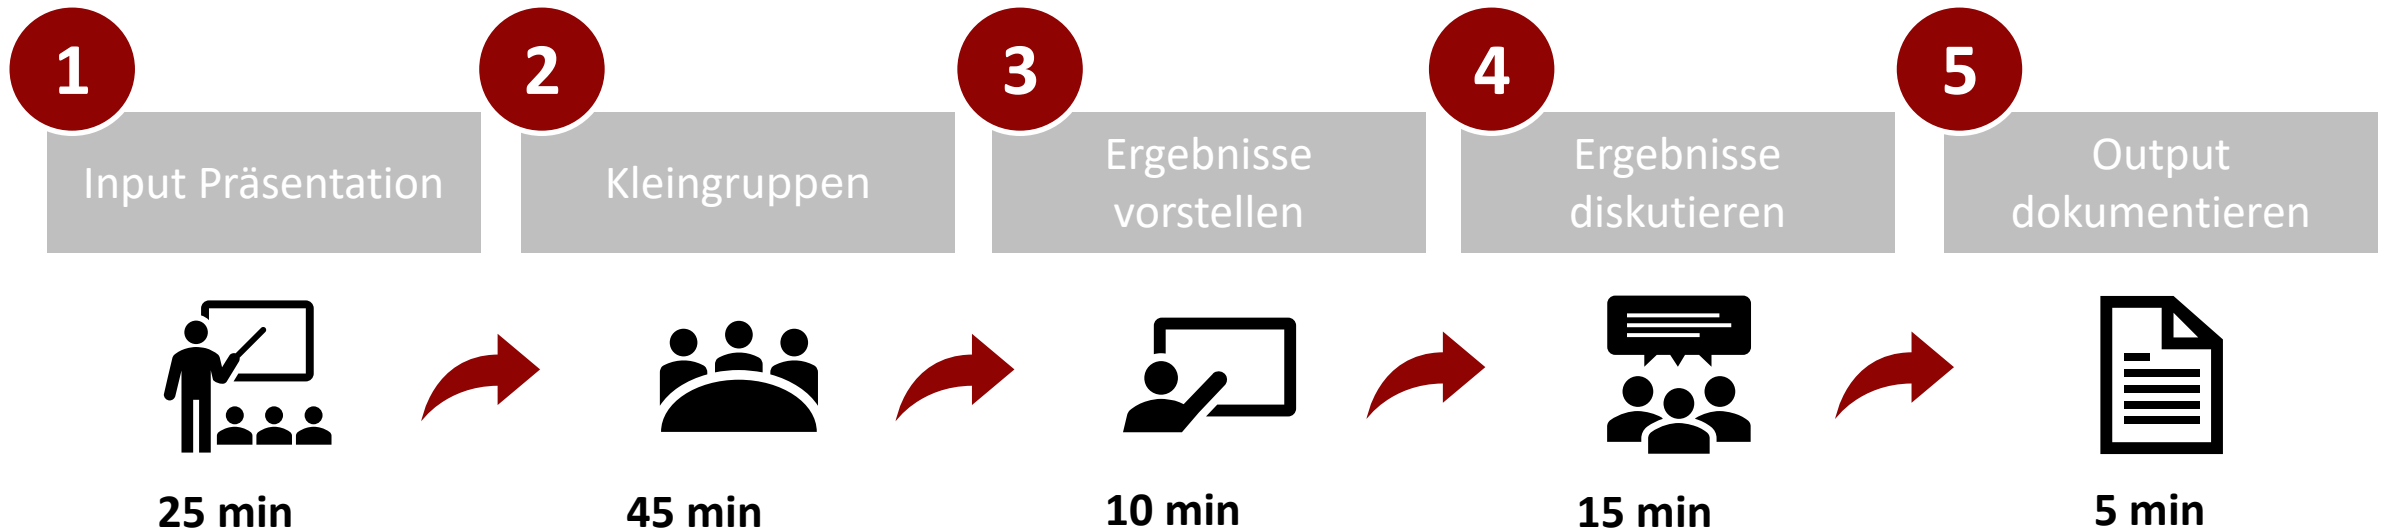 1
Input Präsentation
25 min
2
Kleingruppen
45 min
3
Ergebnisse
vorstellen
10 min
4
Ergebnisse
diskutieren
15 min
5
Output
dokumentieren
5 min